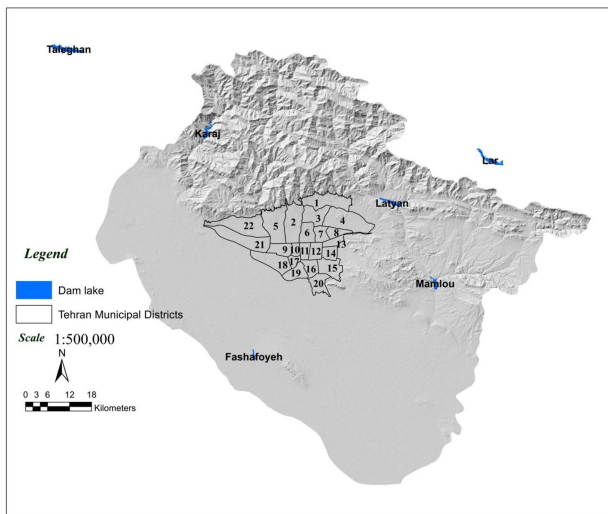 Taleghan
Karaj
Lar
Latyan
1
22
5
2
3
4
6
7
8
21
9
10
11
12
13
14
17
18
19
16
15
20
Mamlou
Fashafoyeh
Legend
Dam lake
Tehran Municipal Districts
Scale 1:500,000
N
0 3 6 12 18
Kilometers